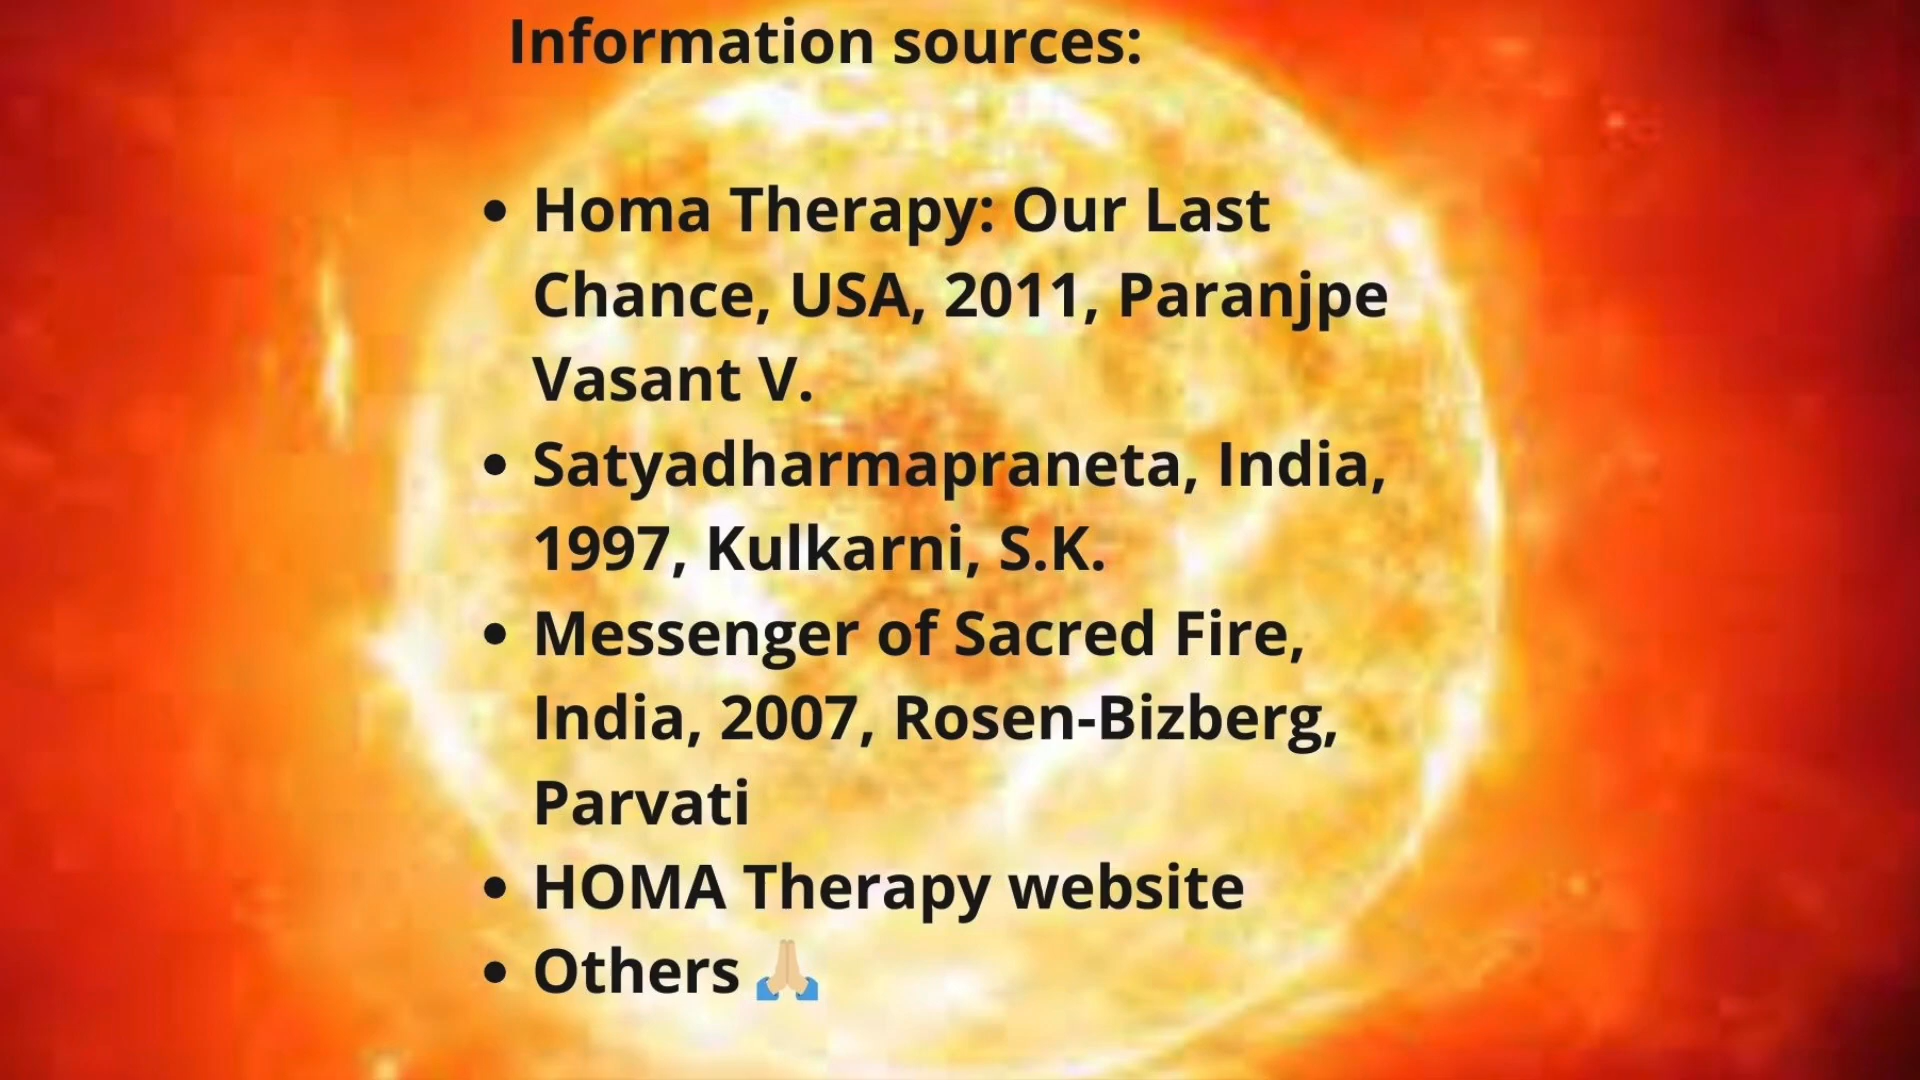 Information sources:
• Homa Therapy: Our Last
Chance, USA, 2011, Paranjpe
Vasant V.
• Satyadharmapraneta, India,
1997, Kulkarni, S.K.
• Messenger of Sacred Fire,
India, 2007, Rosen-Bizberg,
Parvati
• HOMA Therapy website
• Others 🙏🏼